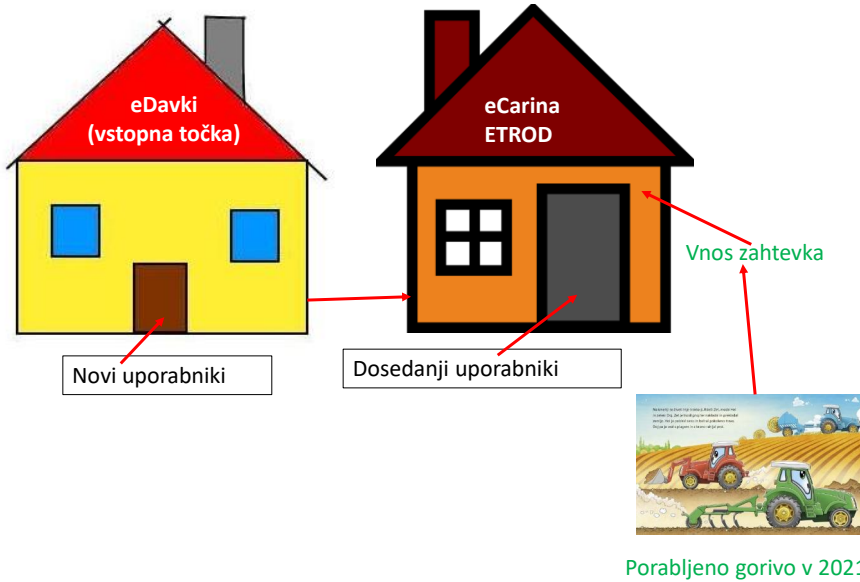 eDavki
(vstopna točka)
eCarina
ETROD
Vnos zahtevka
Novi uporabniki
Dosedanji uporabniki
Porabljeno gorivo v 2021